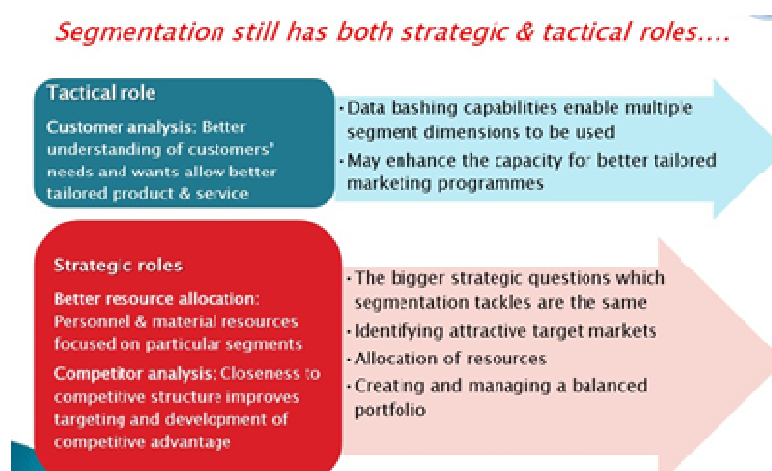 Segmentation still has both strategic & tactical roles....
Tactical role
Customer analysis: Better
understanding of customers'
needs and wants allow better
tailored product & service
• Data bashing capabilities enable multiple
segment dimensions to be used
• May enhance the capacity for better tailored
marketing programmes
Strategic roles
Better resource allocation:
Personnel & material resources
focused on particular segments
Competitor analysis: Closeness to
competitive structure improves
targeting and development of
competitive advantage
• The bigger strategic questions which
segmentation tackles are the same
• Identifying attractive target markets
• Allocation of resources
• Creating and managing a balanced
portfolio